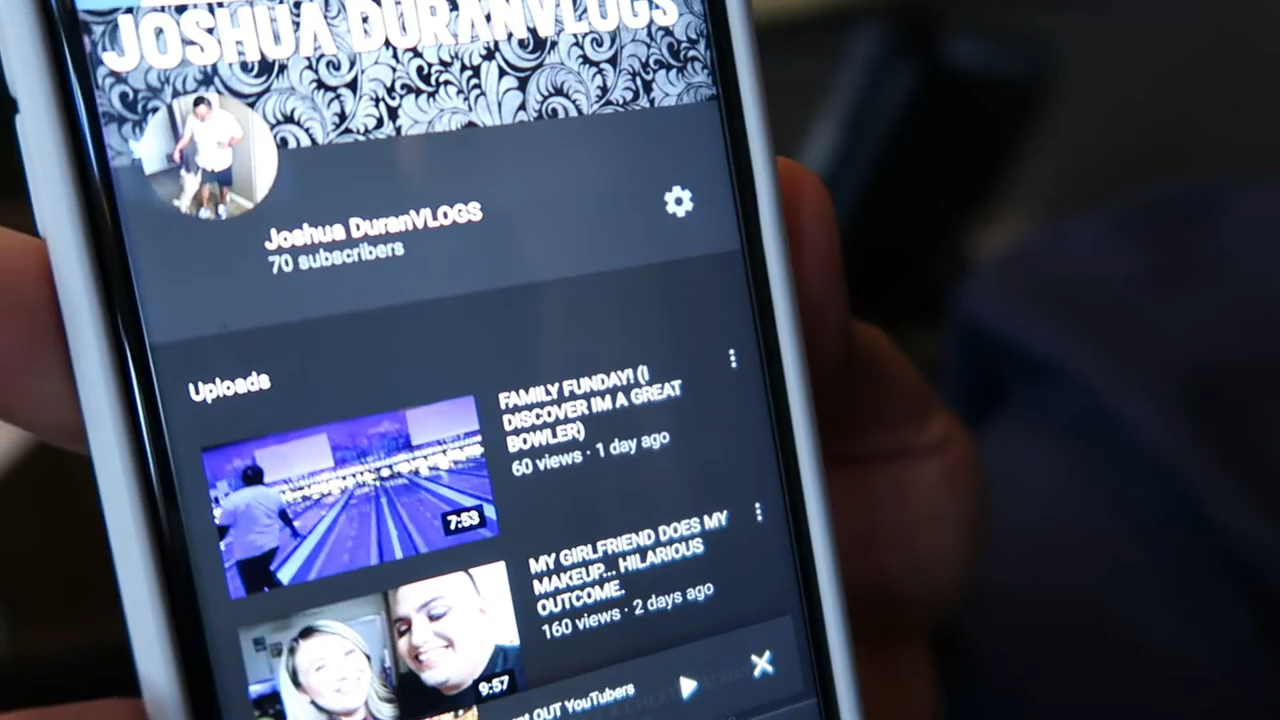 JOSHUA DURANVLOGS
Joshua DuranVLOGS
70 subscribers
Uploads
FAMILY FUNDAY! (I
DISCOVER IM A GREAT
BOWLER)
60 views · 1 day ago
7:53
MY GIRLFRIEND DOES MY
MAKEUP... HILARIOUS
OUTCOME.
160 views · 2 days ago
9:57
OUT YouTubers